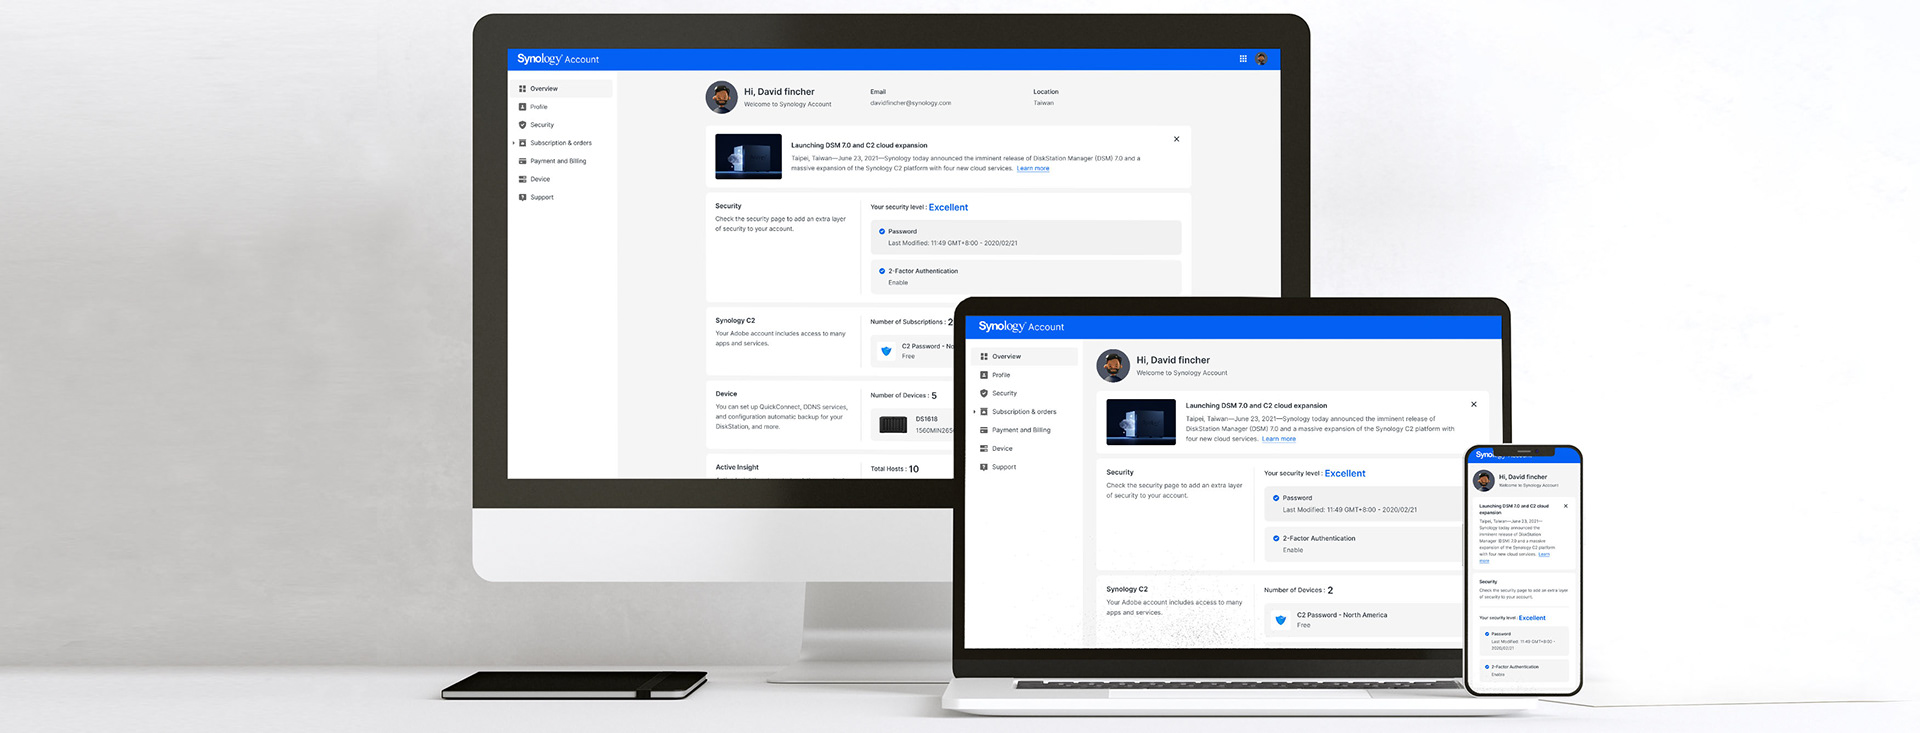 Synology Account
Overview
Profile
Security
Subscription & orders
Payment and Billing
Device
Support
Hi, David fincher
Welcome to Synology Account
Email
davidfincher@synology.com
Location
Taiwan
Launching DSM 7.0 and C2 cloud expansion
Taipei, Taiwan—June 23, 2021—Synology today announced the imminent release of DiskStation Manager (DSM) 7.0 and a
massive expansion of the Synology C2 platform with four new cloud services. Learn more
Security
Check the security page to add an extra layer
of security to your account.
Your security level : Excellent
Password
Last Modified: 11:49 GMT+8:00 - 2020/02/21
2-Factor Authentication
Enable
Synology C2
Your Adobe account includes access to many
apps and services.
Number of Subscriptions : 2
C2 Password - No
Free
Device
You can set up QuickConnect, DDNS services,
and configuration automatic backup for your
DiskStation, and more.
Number of Devices : 5
DS1618
1560MIN265
Active Insight
Total Hosts : 10
Synology Account
Overview
Profile
Security
Subscription & orders
Payment and Billing
Device
Support
Hi, David fincher
Welcome to Synology Account
Launching DSM 7.0 and C2 cloud expansion
Taipei, Taiwan—June 23, 2021—Synology today announced the imminent release of
DiskStation Manager (DSM) 7.0 and a massive expansion of the Synology C2 platform with
four new cloud services. Learn more
Security
Check the security page to add an extra layer
of security to your account.
Your security level : Excellent
Password
Last Modified: 11:49 GMT+8:00 - 2020/02/21
2-Factor Authentication
Enable
Synology C2
Your Adobe account includes access to many
apps and services.
Number of Devices : 2
C2 Password - North America
Free
Hi, David fincher
Welcome to Synology Account
Launching DSM 7.0 and C2 cloud
expansion
Taipei, Taiwan—June 23, 2021—
Synology today announced the
imminent release of DiskStation
Manager (DSM) 7.0 and a massive
expansion of the Synology C2 platform
with four new cloud services. Learn
more
Security
Check the security page to add an extra layer
of security to your account.
Your security level : Excellent
Password
Last Modified: 11:49 GMT+8:00 -
2020/02/21
2-Factor Authentication
Enable